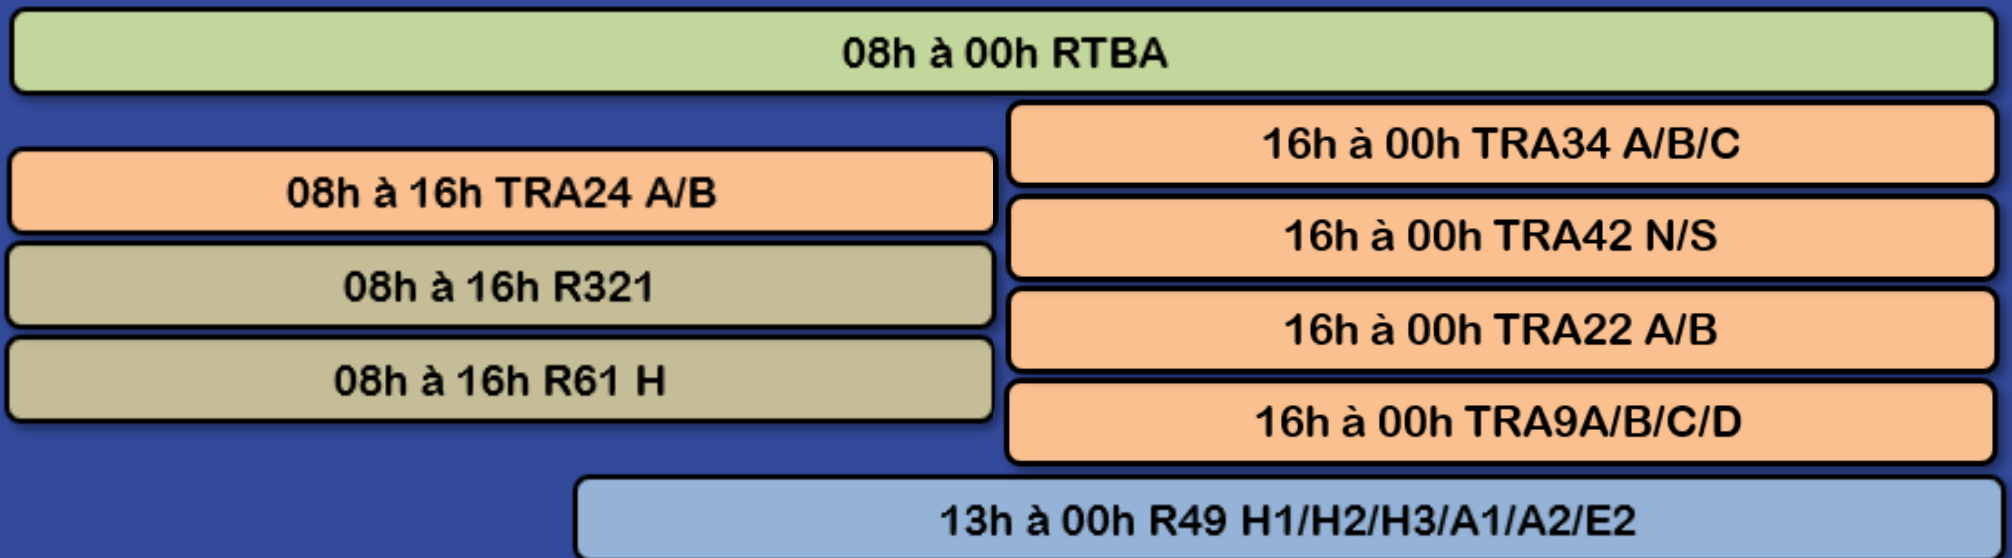 08h à 00h RTBA
08h à 16h TRA24 A/B
08h à 16h R321
08h à 16h R61 H
16h à 00h TRA34 A/B/C
16h à 00h TRA42 N/S
16h à 00h TRA22 A/B
16h à 00h TRA9A/B/C/D
13h à 00h R49 H1/H2/H3/A1/A2/E2